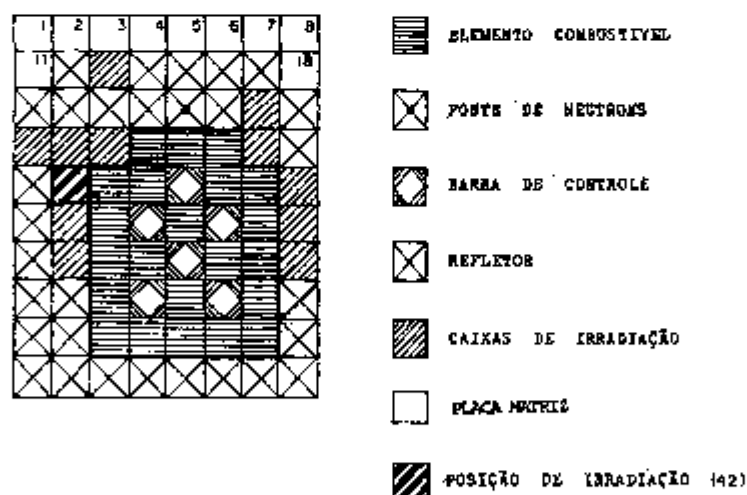 1 2 3 4 5 6 7 8
11 18
ELEMENTO COMBUSTIVEL
FONTE DE NEUTRONS
BARRA DE CONTROLE
REFLETOR
CAIXAS DE IRRADIAÇÃO
PLACA MATRIZ
POSIÇÃO DE IRRADIAÇÃO (42)